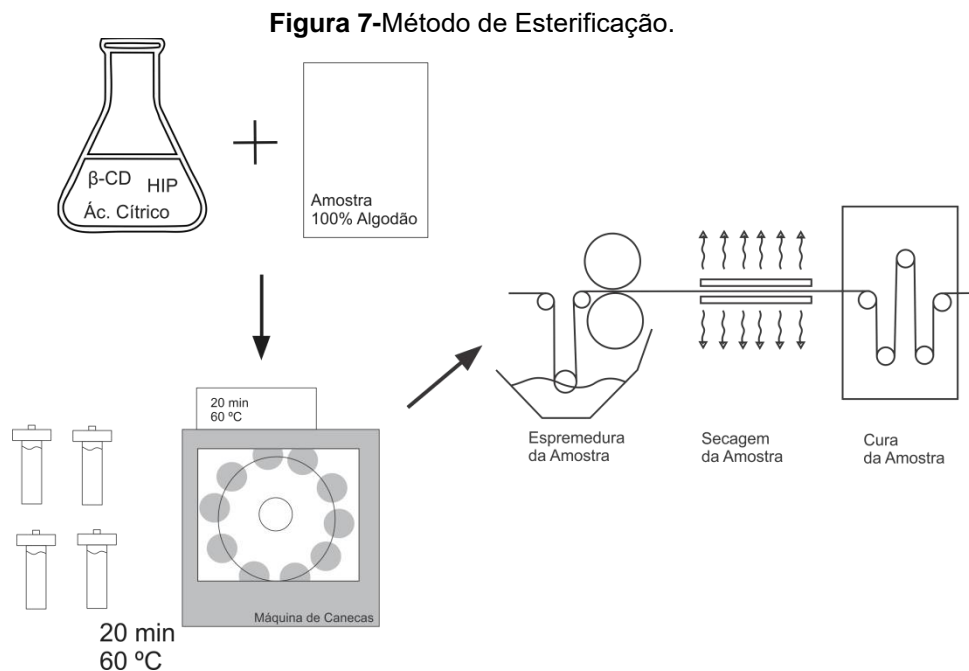 Figura 7-Método de Esterificação.
β-CD HIP
Ác. Cítrico
Amostra
100% Algodão
20 min
60 ºC
Máquina de Canecas
20 min
60 ºC
Espremedura
da Amostra
Secagem
da Amostra
Cura
da Amostra